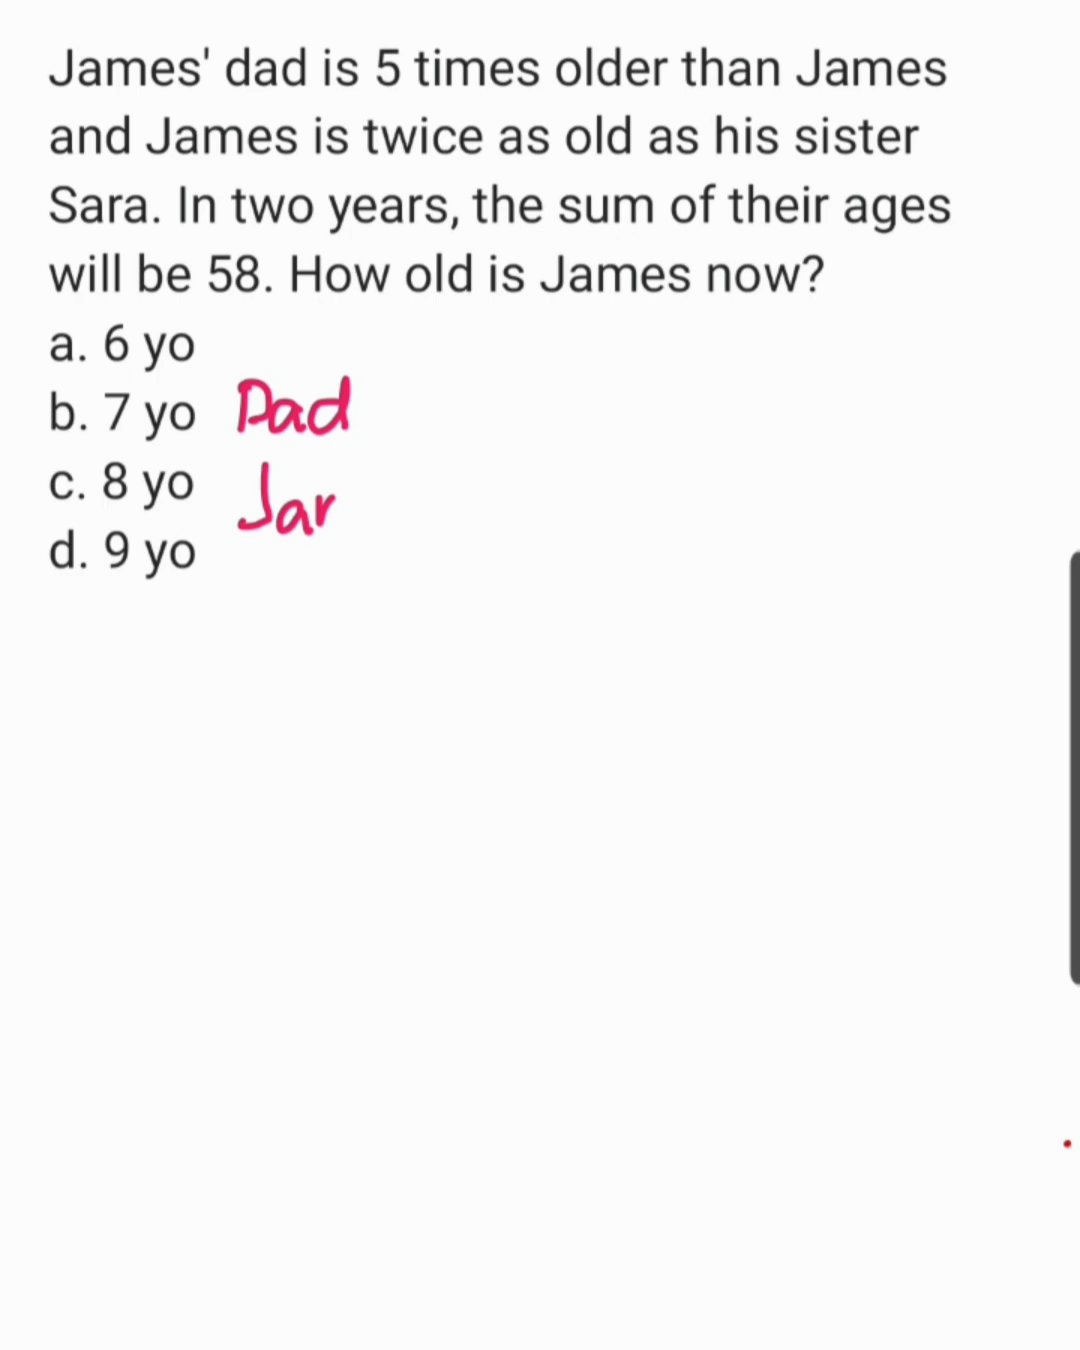 James' dad is 5 times older than James
and James is twice as old as his sister
Sara. In two years, the sum of their ages
will be 58. How old is James now?
a. 6 yo
b. 7 yo Dad
c. 8 yo Jar
d. 9 yo